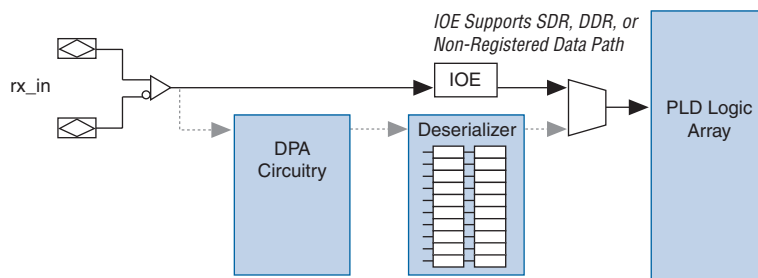 IOE Supports SDR, DDR, or
Non-Registered Data Path
rx_in
IOE
PLD Logic
Array
DPA
Circuitry
Deserializer